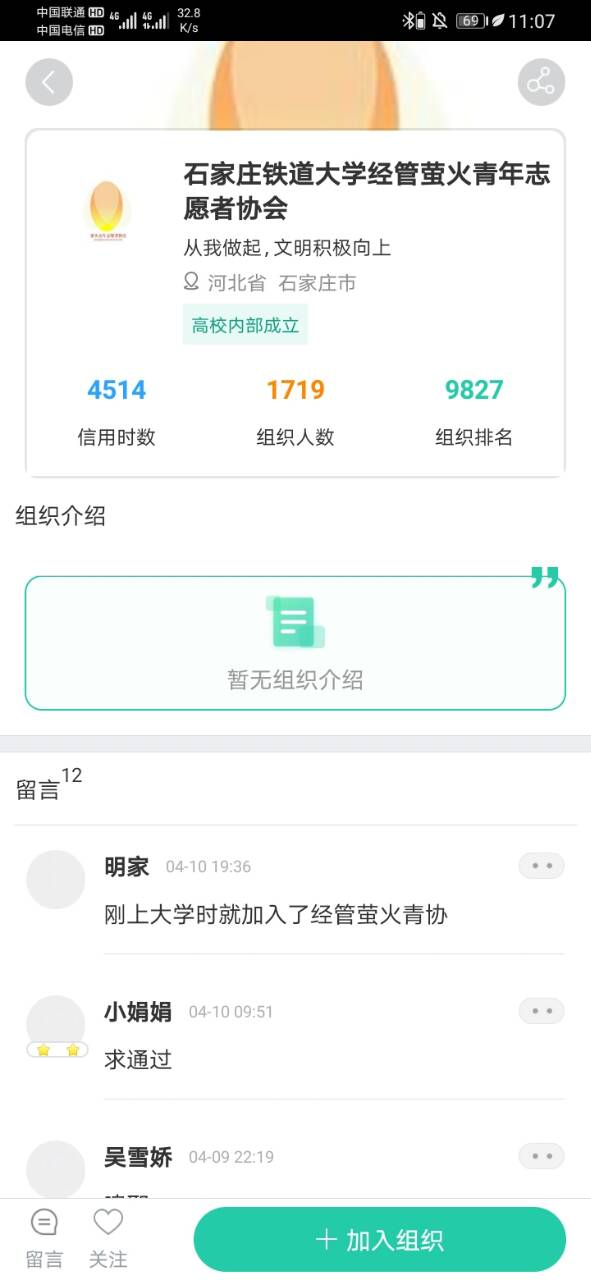 中国联通 HD 4G 4G 32.8
中国电信 HD K/s
69 11:07
石家庄铁道大学经管萤火青年志
愿者协会
从我做起,文明积极向上
河北省 石家庄市
高校内部成立
4514 1719 9827
信用时数 组织人数 组织排名
组织介绍
暂无组织介绍
留言12
明家 04-10 19:36
刚上大学时就加入了经管萤火青协
小娟娟 04-10 09:51
求通过
吴雪娇 04-09 22:19
留言 关注 加入组织